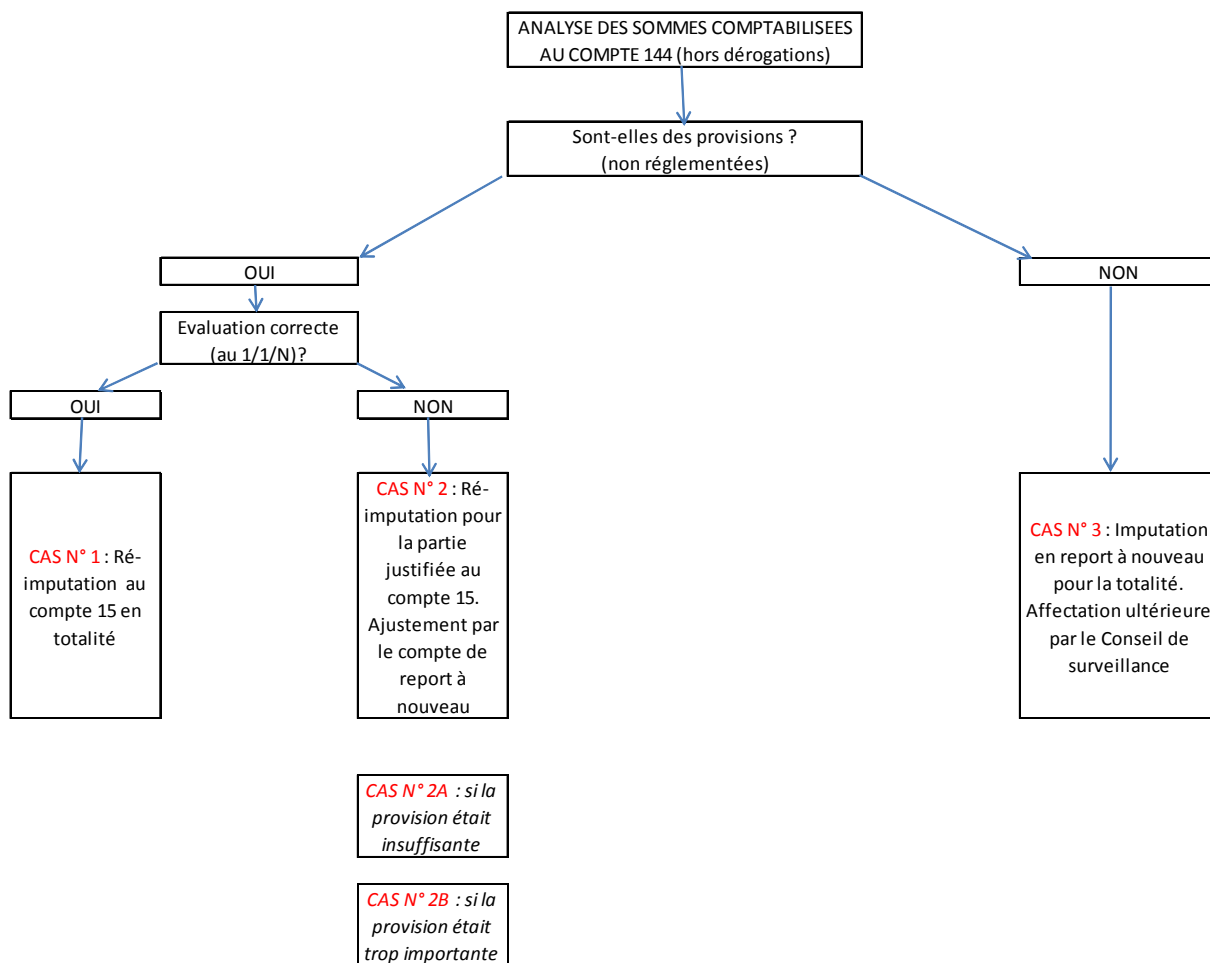 ANALYSE DES SOMMES COMPTABILISEES
AU COMPTE 144 (hors dérogations)
Sont-elles des provisions ?
(non réglementées)
OUI
NON
Evaluation correcte
(au 1/1/N)?
OUI
NON
CAS N° 1 : Ré-
imputation au
compte 15 en
totalité
CAS N° 2 : Ré-
imputation pour
la partie
justifiée au
compte 15.
Ajustement par
le compte de
report à
nouveau
CAS N° 3 : Imputation
en report à nouveau
pour la totalité.
Affectation ultérieure
par le Conseil de
surveillance
CAS N° 2A : si la
provision était
insuffisante
CAS N° 2B : si la
provision était
trop importante